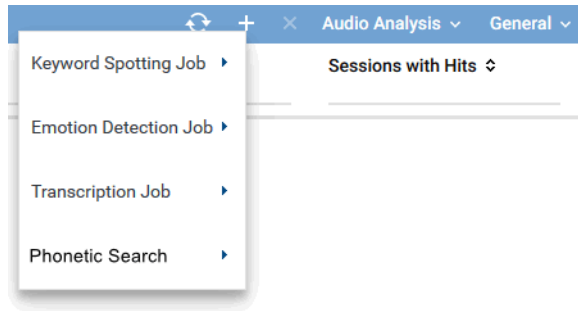 Audio Analysis General
Keyword Spotting Job
Sessions with Hits
Emotion Detection Job
Transcription Job
Phonetic Search